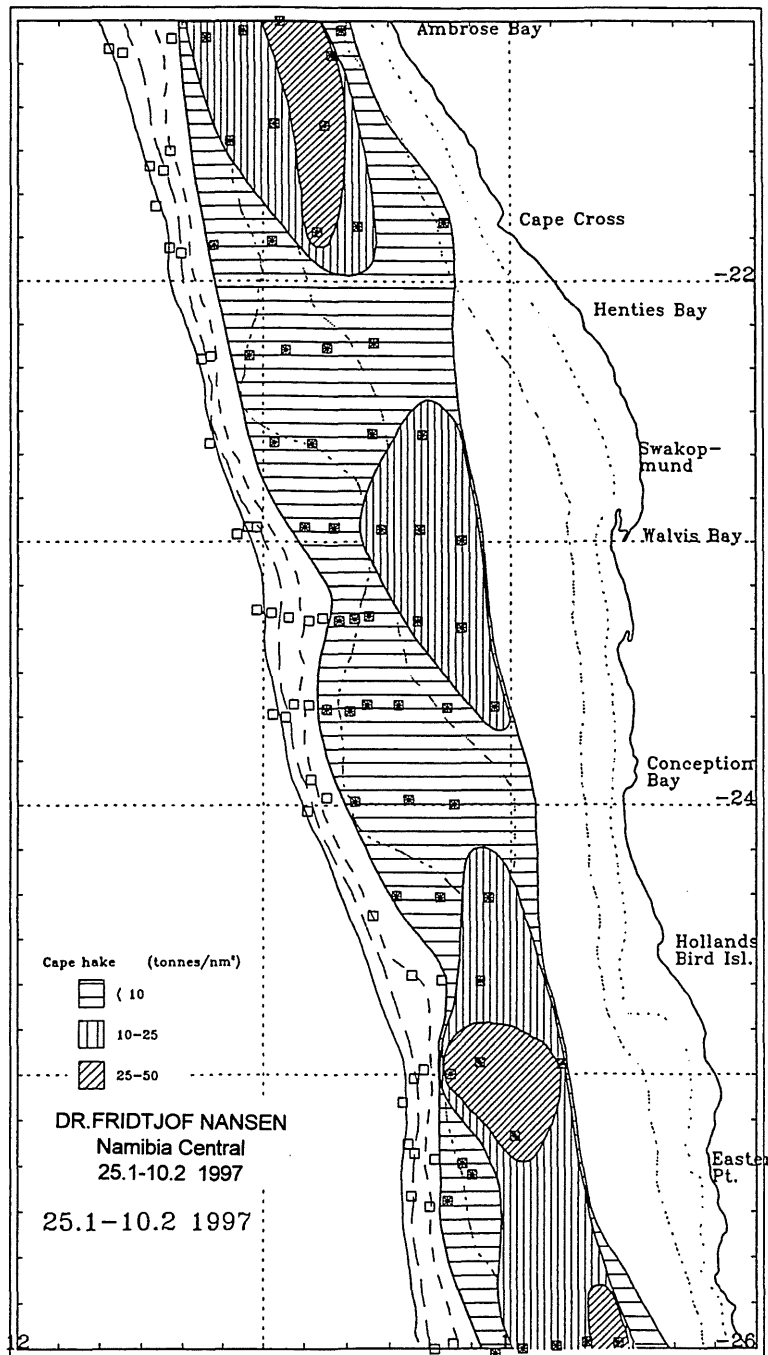 Ambrose Bay
Cape Cross
-22
Henties Bay
Swakop-
mund
Walvis Bay
Conception
Bay
-24
Hollands
Bird Isl.
Cape hake (tonnes/nm²)
< 10
10-25
25-50
DR.FRIDTJOF NANSEN
Namibia Central
25.1-10.2 1997
25.1-10.2 1997
Easter
Pt.
12
-26